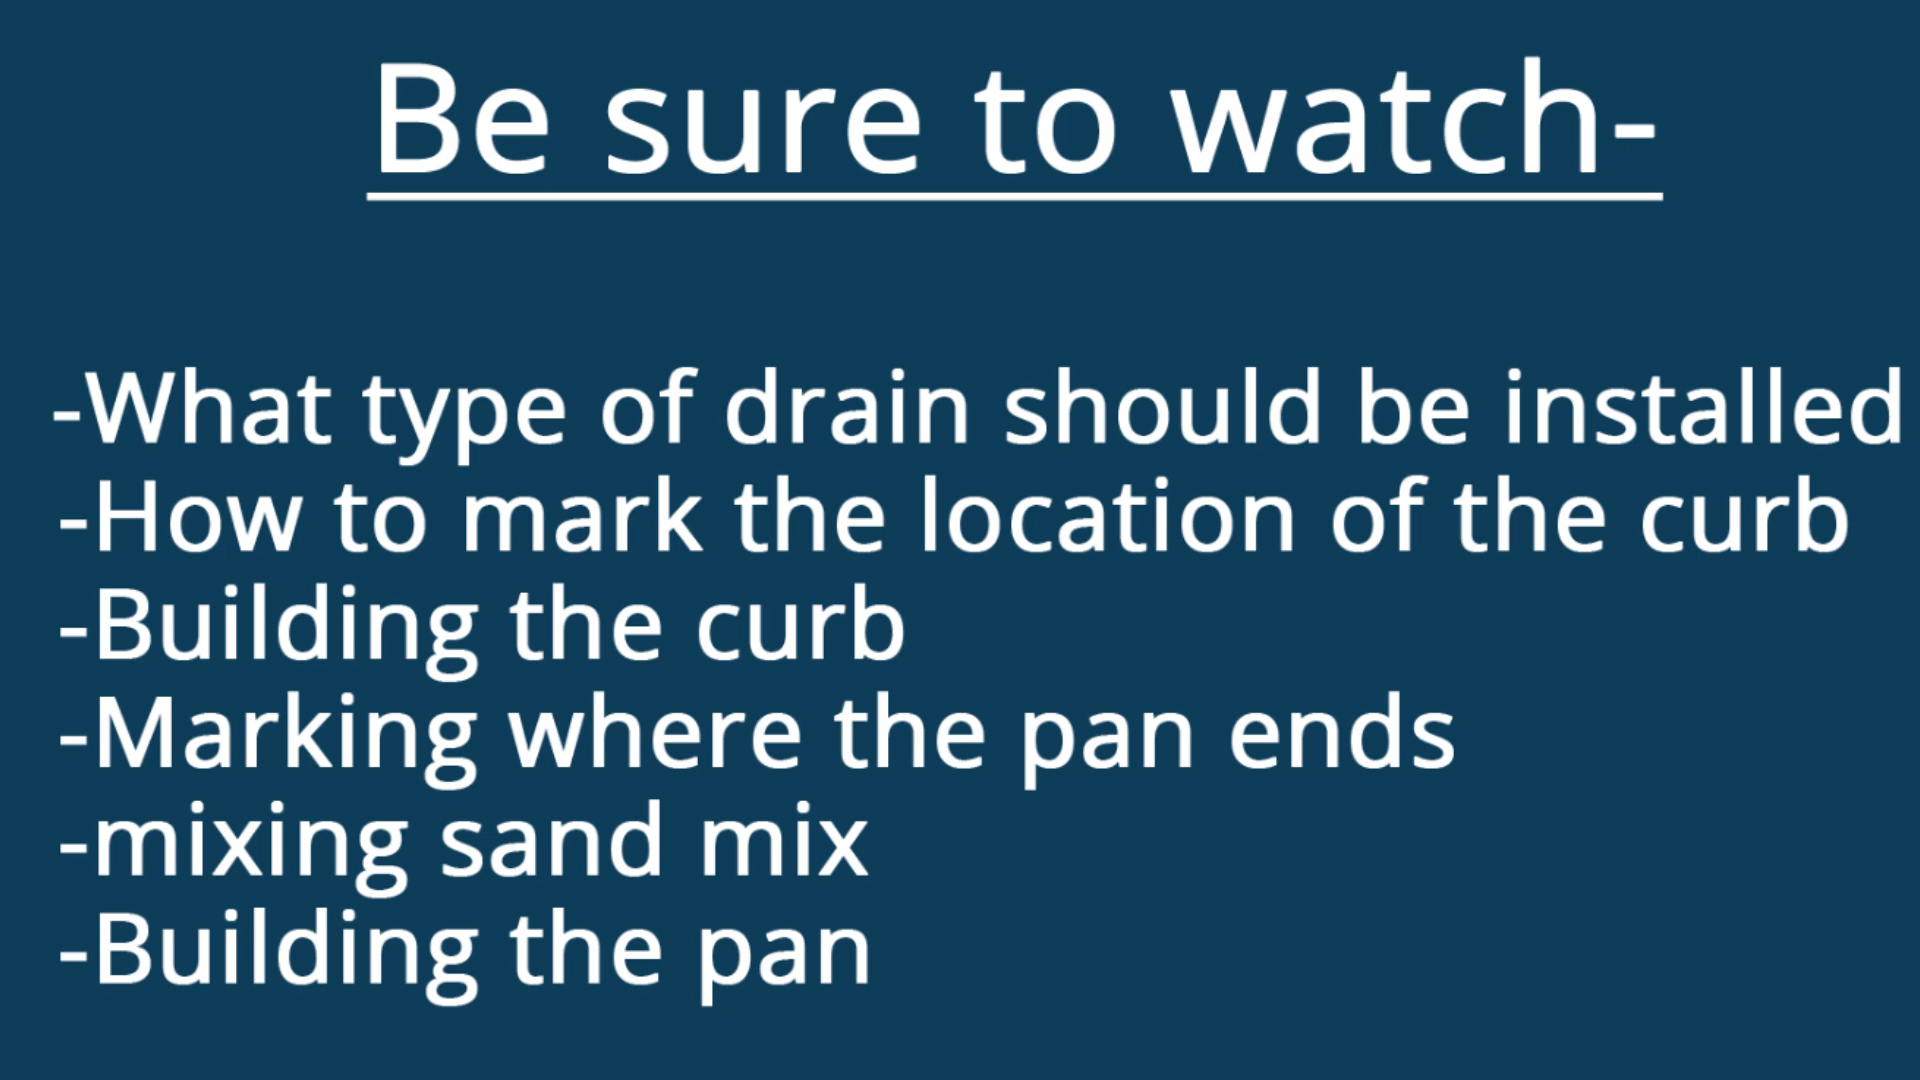 Be sure to watch-
-What type of drain should be installed
-How to mark the location of the curb
-Building the curb
-Marking where the pan ends
-mixing sand mix
-Building the pan